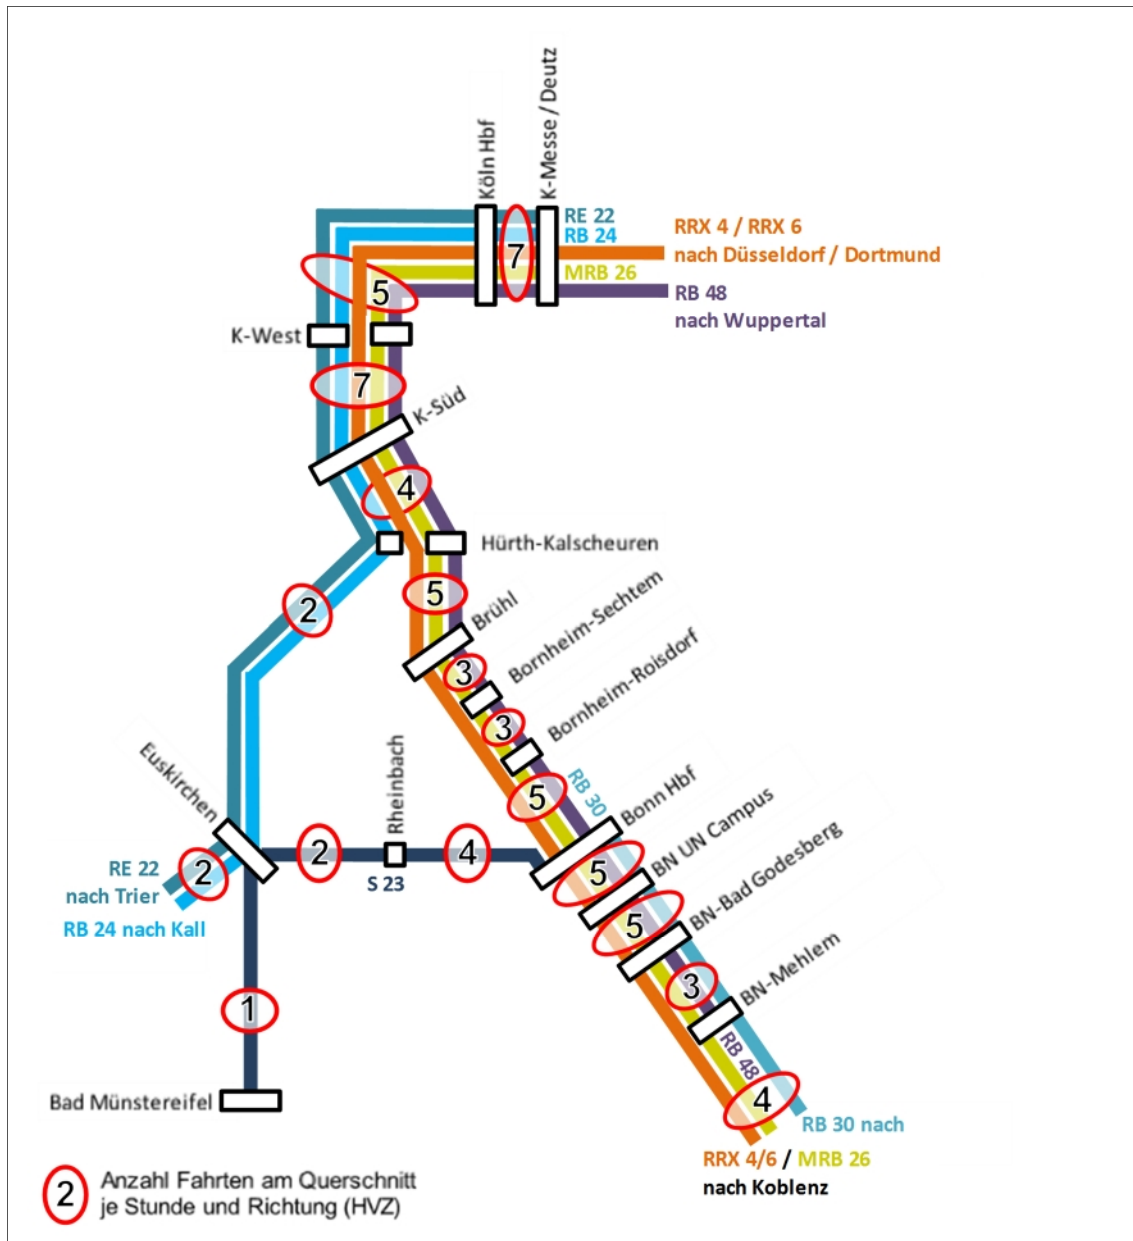 Köln Hbf
K-Messe / Deutz
RE 22
RB 24
MRB 26
RRX 4 / RRX 6
nach Düsseldorf / Dortmund
RB 48
nach Wuppertal
7
5
K-West
7
K-Süd
4
Hürth-Kalscheuren
2
5
Brühl
3
Bornheim-Sechtem
3
Bornheim-Roisdorf
5
RB 30
Bonn Hbf
Euskirchen
Rheinbach
2
4
S 23
2
RE 22
nach Trier
RB 24 nach Kall
5
BN UN Campus
5
BN-Bad Godesberg
3
BN-Mehlem
1
RB 48
Bad Münstereifel
4
RB 30 nach
RRX 4/6 / MRB 26
nach Koblenz
2
Anzahl Fahrten am Querschnitt
je Stunde und Richtung (HVZ)